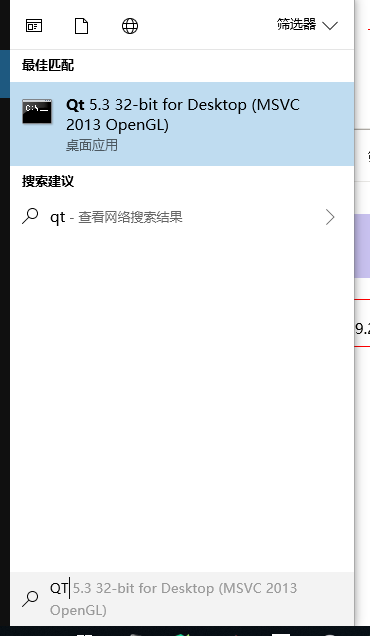 筛选器
最佳匹配
Qt 5.3 32-bit for Desktop (MSVC
2013 OpenGL)
桌面应用
搜索建议
qt - 查看网络搜索结果
9.2
QT 5.3 32-bit for Desktop (MSVC 2013
OpenGL)